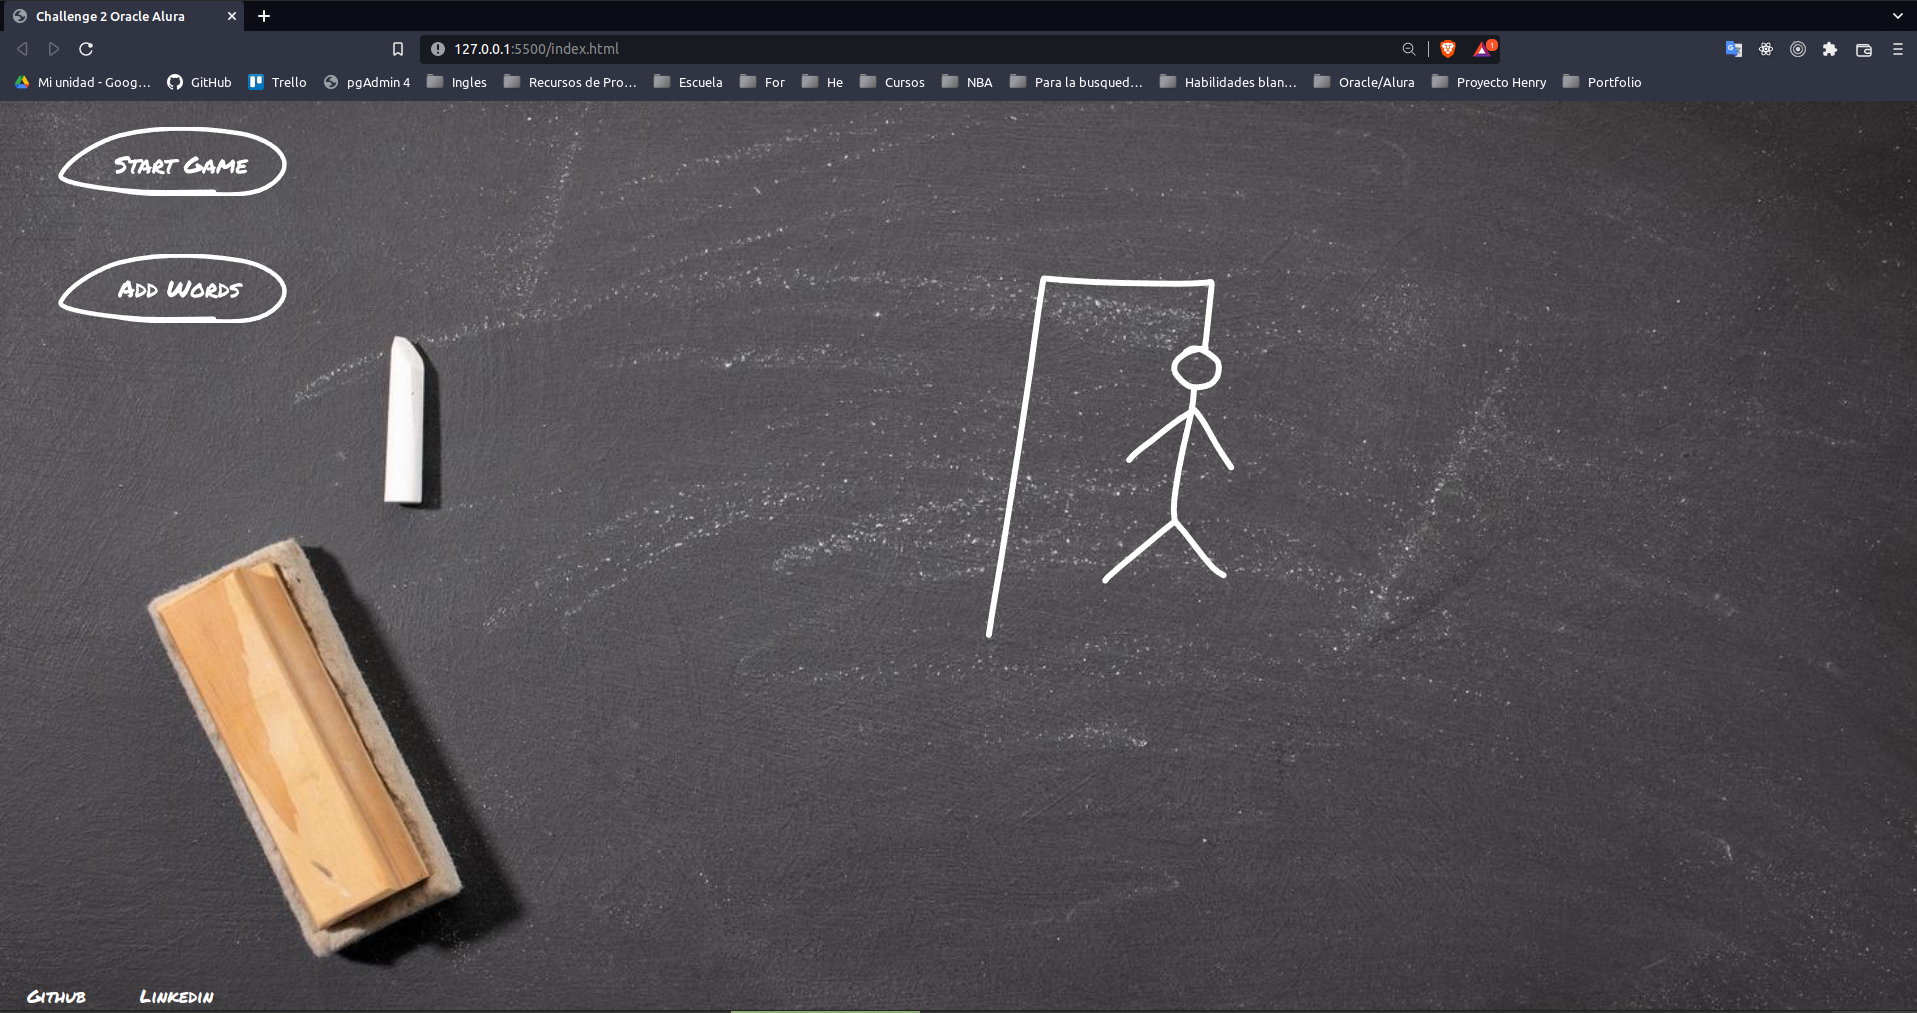 Challenge 2 Oracle Alura
127.0.0.1:5500/index.html
1
Mi unidad - Goog... GitHub Trello pgAdmin 4 Ingles Recursos de Pro... Escuela For He Cursos NBA Para la busqued... Habilidades blan... Oracle/Alura Proyecto Henry Portfolio
Start Game
Add Words
Github Linkedin